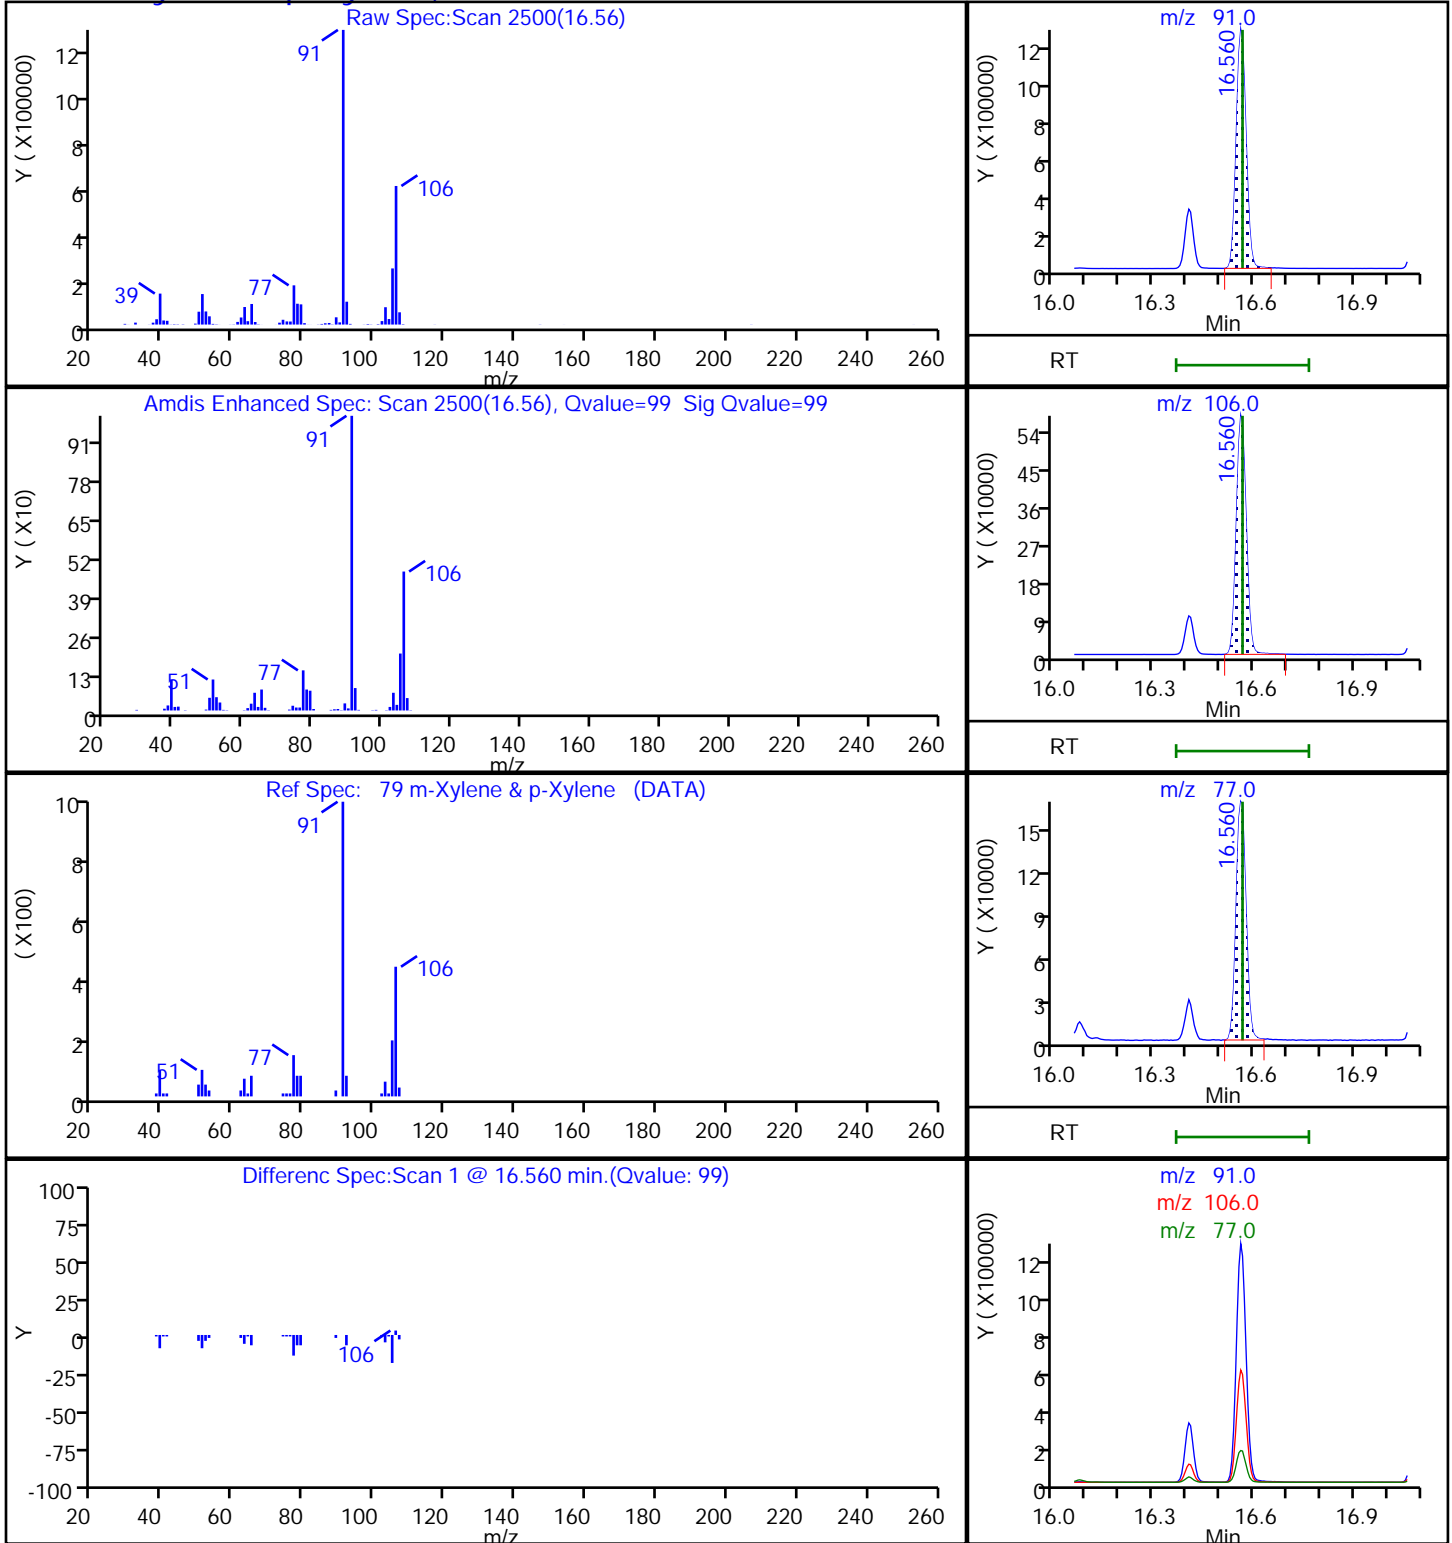 Raw Spec:Scan 2500(16.56)
Y ( X100000)
12
10
8
6
4
2
0
91
106
77
39
20 40 60 80 100 120 140 160 180 200 220 240 260
m/z
m/z 91.0
Y ( X100000)
12
10
8
6
4
2
0
16.560
16.0 16.3 16.6 16.9
Min
RT
Amdis Enhanced Spec: Scan 2500(16.56), Qvalue=99 Sig Qvalue=99
Y ( X10)
91
78
65
52
39
26
13
0
91
106
77
51
20 40 60 80 100 120 140 160 180 200 220 240 260
m/z
m/z 106.0
Y ( X10000)
54
45
36
27
18
9
0
16.560
16.0 16.3 16.6 16.9
Min
RT
Ref Spec: 79 m-Xylene & p-Xylene (DATA)
( X100)
10
8
6
4
2
0
91
106
77
51
20 40 60 80 100 120 140 160 180 200 220 240 260
m/z 77.0
Y ( X10000)
15
12
9
6
3
0
16.560
16.0 16.3 16.6 16.9
Min
RT
Differenc Spec:Scan 1 @ 16.560 min.(Qvalue: 99)
Y
100
75
50
25
0
-25
-50
-75
-100
106
20 40 60 80 100 120 140 160 180 200 220 240 260
m/z
m/z 91.0
m/z 106.0
m/z 77.0
Y ( X100000)
12
10
8
6
4
2
0
16.0 16.3 16.6 16.9
Min